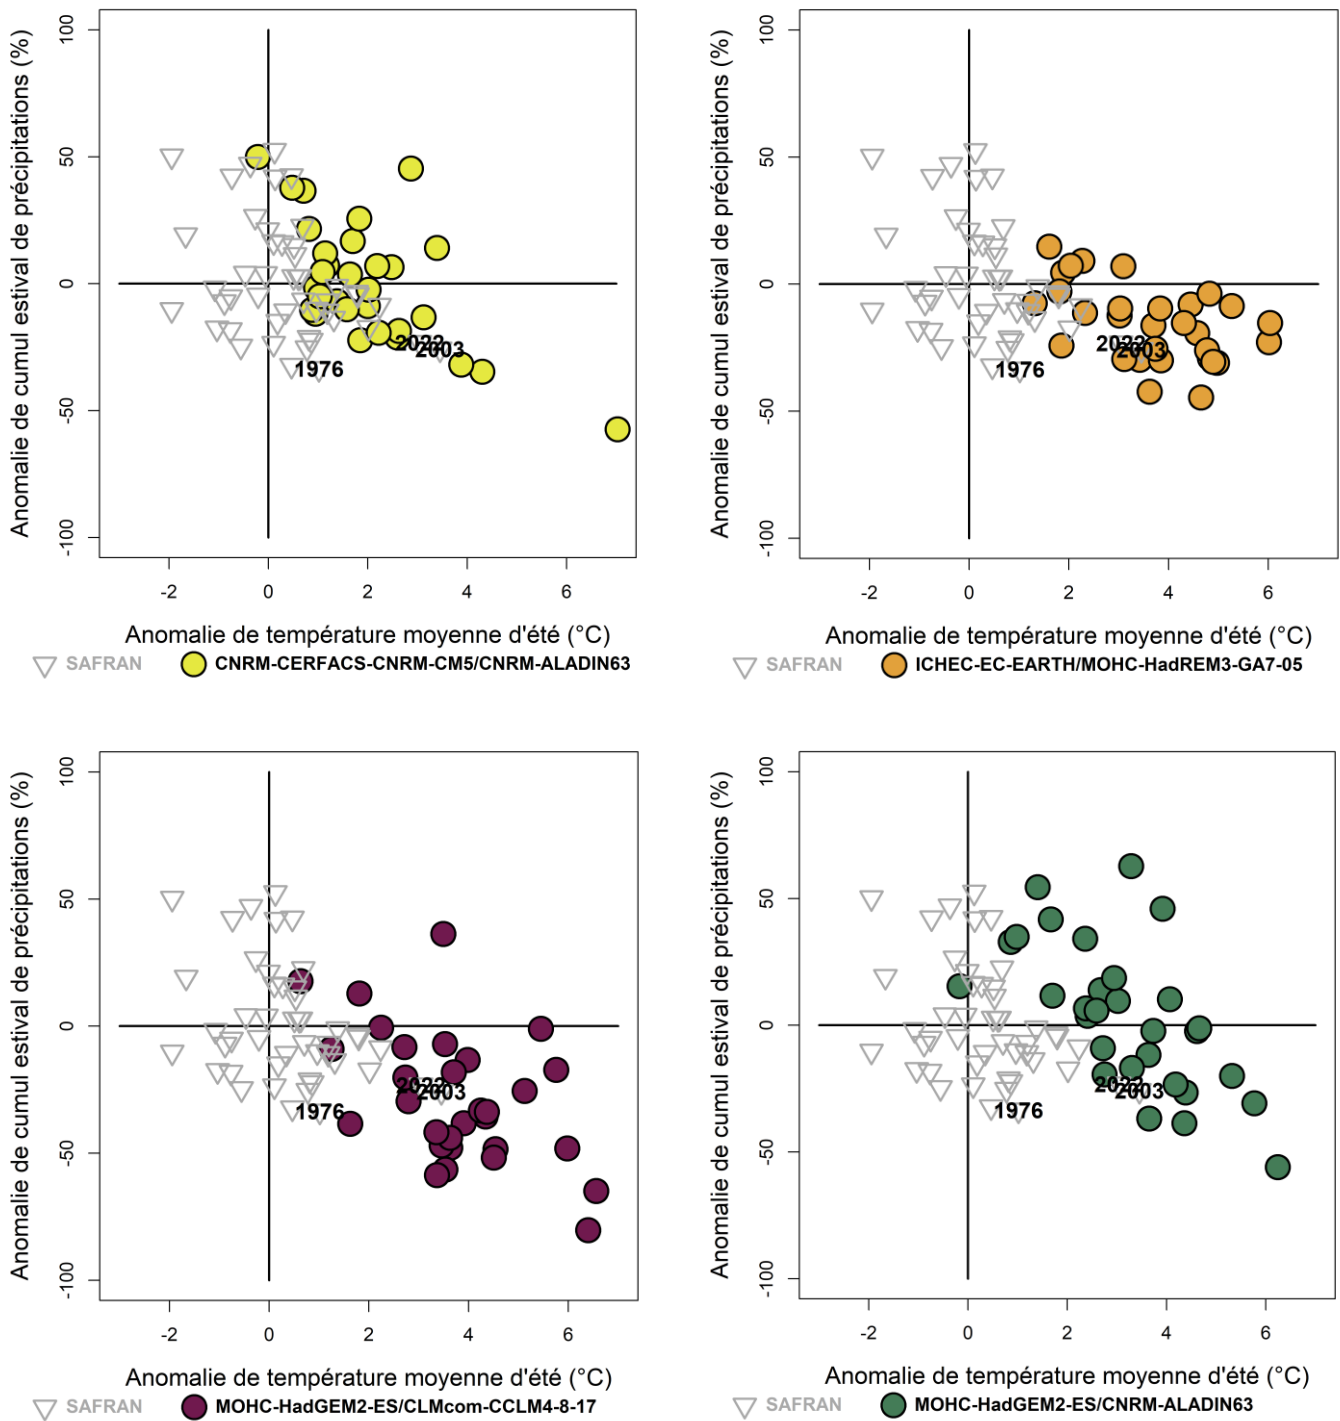 Anomalie de cumul estival de précipitations (%)
100
50
0
-50
-100
2022
2003
1976
-2 0 2 4 6
Anomalie de température moyenne d'été (°C)
SAFRAN CNRM-CERFACS-CNRM-CM5/CNRM-ALADIN63
Anomalie de cumul estival de précipitations (%)
100
50
0
-50
-100
2022
2003
1976
-2 0 2 4 6
Anomalie de température moyenne d'été (°C)
SAFRAN ICHEC-EC-EARTH/MOHC-HadREM3-GA7-05
Anomalie de cumul estival de précipitations (%)
100
50
0
-50
-100
2022
2003
1976
-2 0 2 4 6
Anomalie de température moyenne d'été (°C)
SAFRAN MOHC-HadGEM2-ES/CLMcom-CCLM4-8-17
Anomalie de cumul estival de précipitations (%)
100
50
0
-50
-100
2022
2003
1976
-2 0 2 4 6
Anomalie de température moyenne d'été (°C)
SAFRAN MOHC-HadGEM2-ES/CNRM-ALADIN63